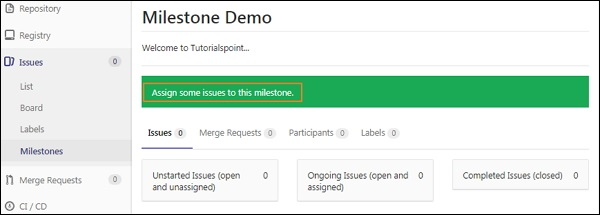 Repository
Registry
Issues 0
List
Board
Labels
Milestones
Merge Requests 0
CI / CD
Milestone Demo
Welcome to Tutorialspoint...
Assign some issues to this milestone.
Issues 0 Merge Requests 0 Participants 0 Labels 0
Unstarted Issues (open and unassigned) 0
Ongoing Issues (open and assigned) 0
Completed Issues (closed) 0